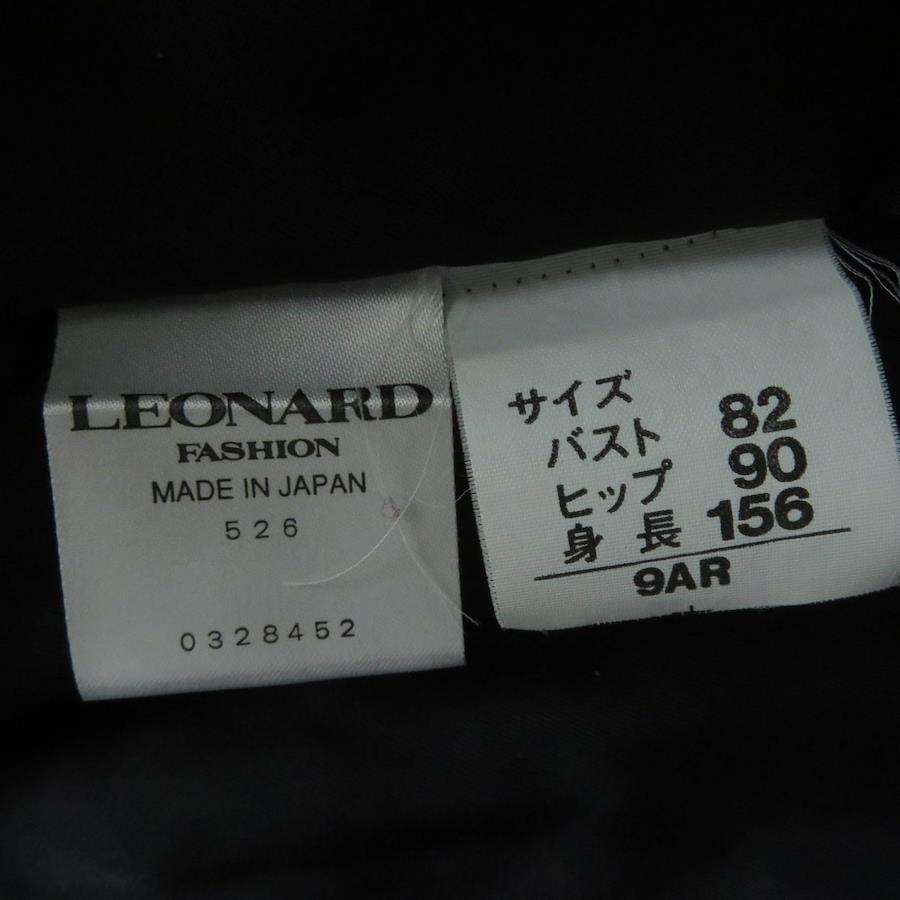 LEONARD
FASHION
MADE IN JAPAN
526
0328452
サイズ
バスト 82
ヒップ 90
身長 156
9AR